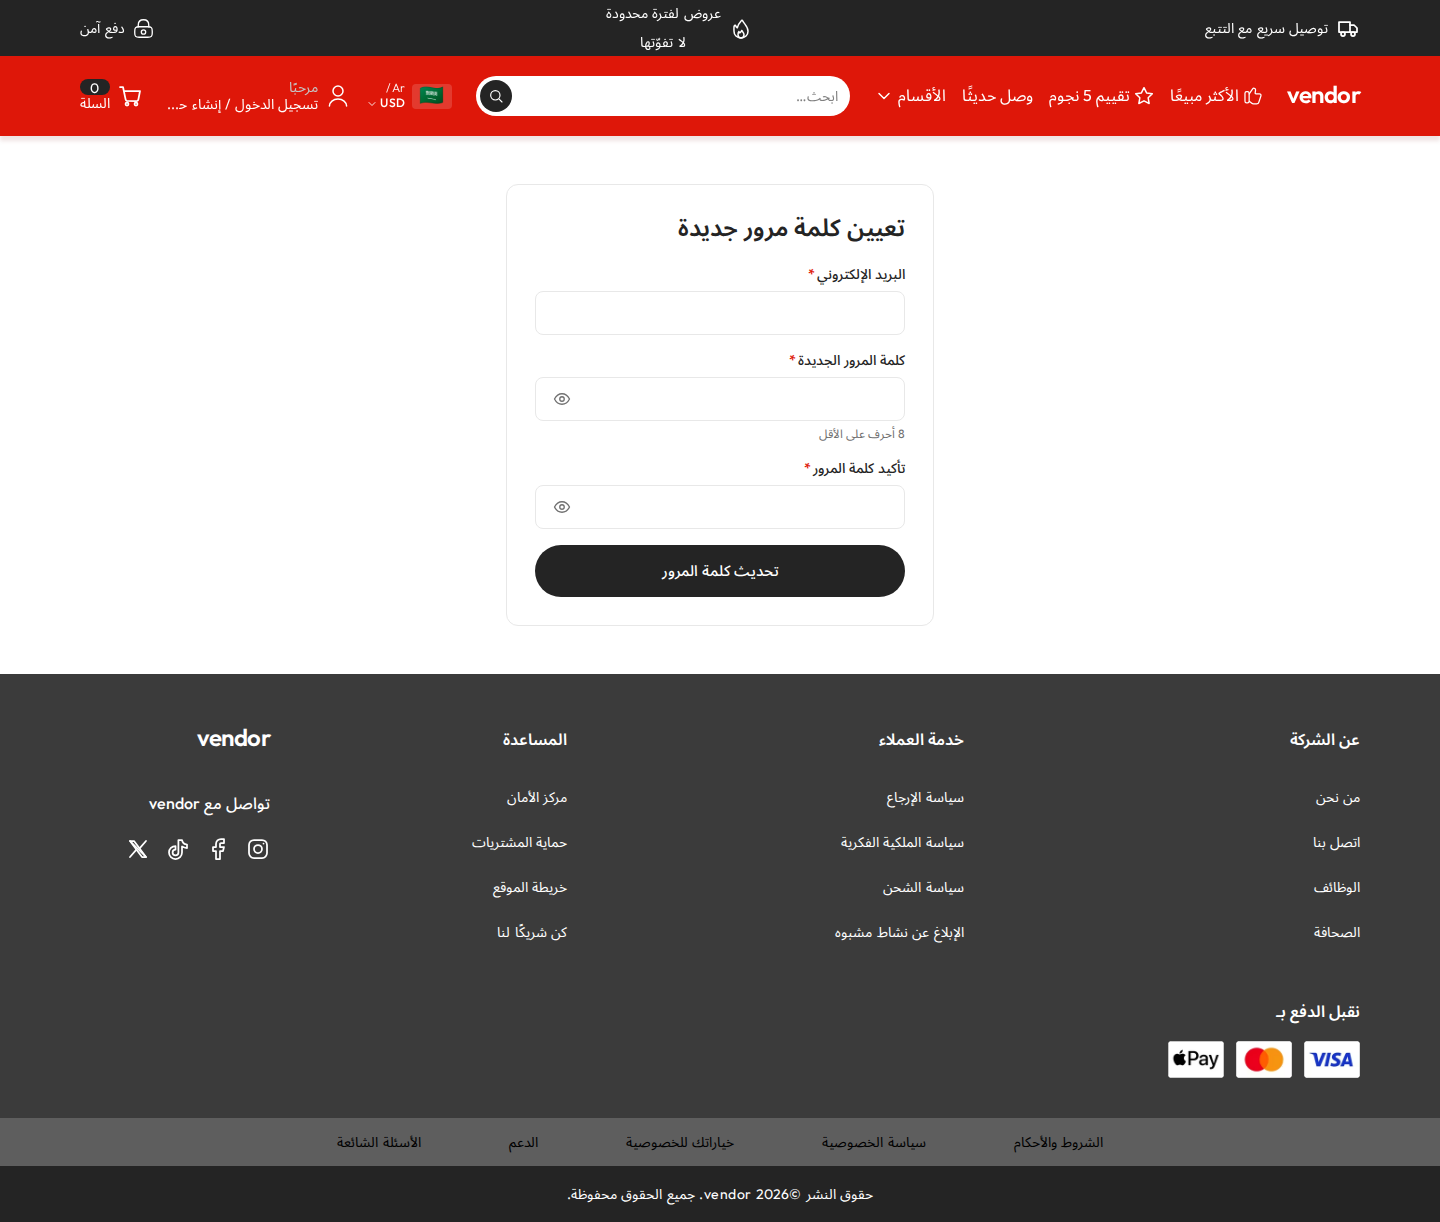 توصيل سريع مع التتبع
عروض لفترة محدودة
لا تفوّتها
دفع آمن
vendor
الأكثر مبيعًا
تقييم 5 نجوم
وصل حديثًا
الأقسام
ابحث...
Ar /
USD
مرحبًا
تسجيل الدخول / إنشاء ح...
0
السلة
تعيين كلمة مرور جديدة
البريد الإلكتروني *
كلمة المرور الجديدة *
8 أحرف على الأقل
تأكيد كلمة المرور *
تحديث كلمة المرور
عن الشركة
من نحن
اتصل بنا
الوظائف
الصحافة
خدمة العملاء
سياسة الإرجاع
سياسة الملكية الفكرية
سياسة الشحن
الإبلاغ عن نشاط مشبوه
المساعدة
مركز الأمان
حماية المشتريات
خريطة الموقع
كن شريكًا لنا
vendor
تواصل مع vendor
نقبل الدفع بـ
VISA
Pay
الشروط والأحكام
سياسة الخصوصية
خياراتك للخصوصية
الدعم
الأسئلة الشائعة
حقوق النشر ©2026 vendor. جميع الحقوق محفوظة.